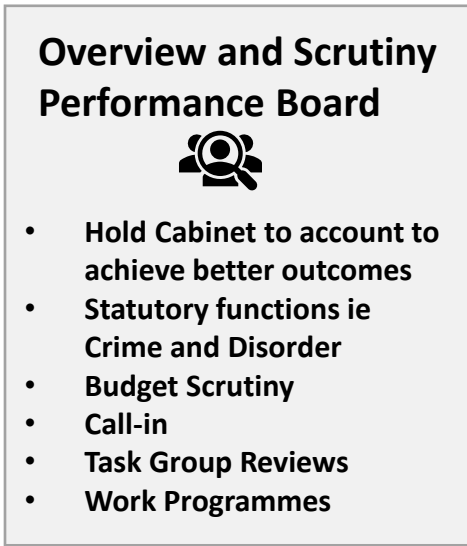 Overview and Scrutiny
Performance Board
• Hold Cabinet to account to
achieve better outcomes
• Statutory functions ie
Crime and Disorder
• Budget Scrutiny
• Call-in
• Task Group Reviews
• Work Programmes